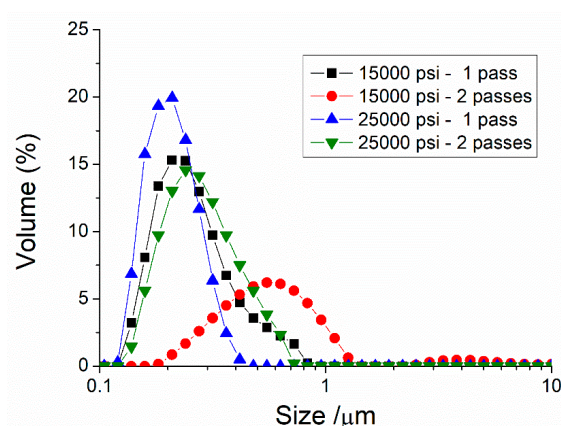 25
20
15
10
5
0
Volume (%)
15000 psi - 1 pass
15000 psi - 2 passes
25000 psi - 1 pass
25000 psi - 2 passes
0.1
1
10
Size /µm